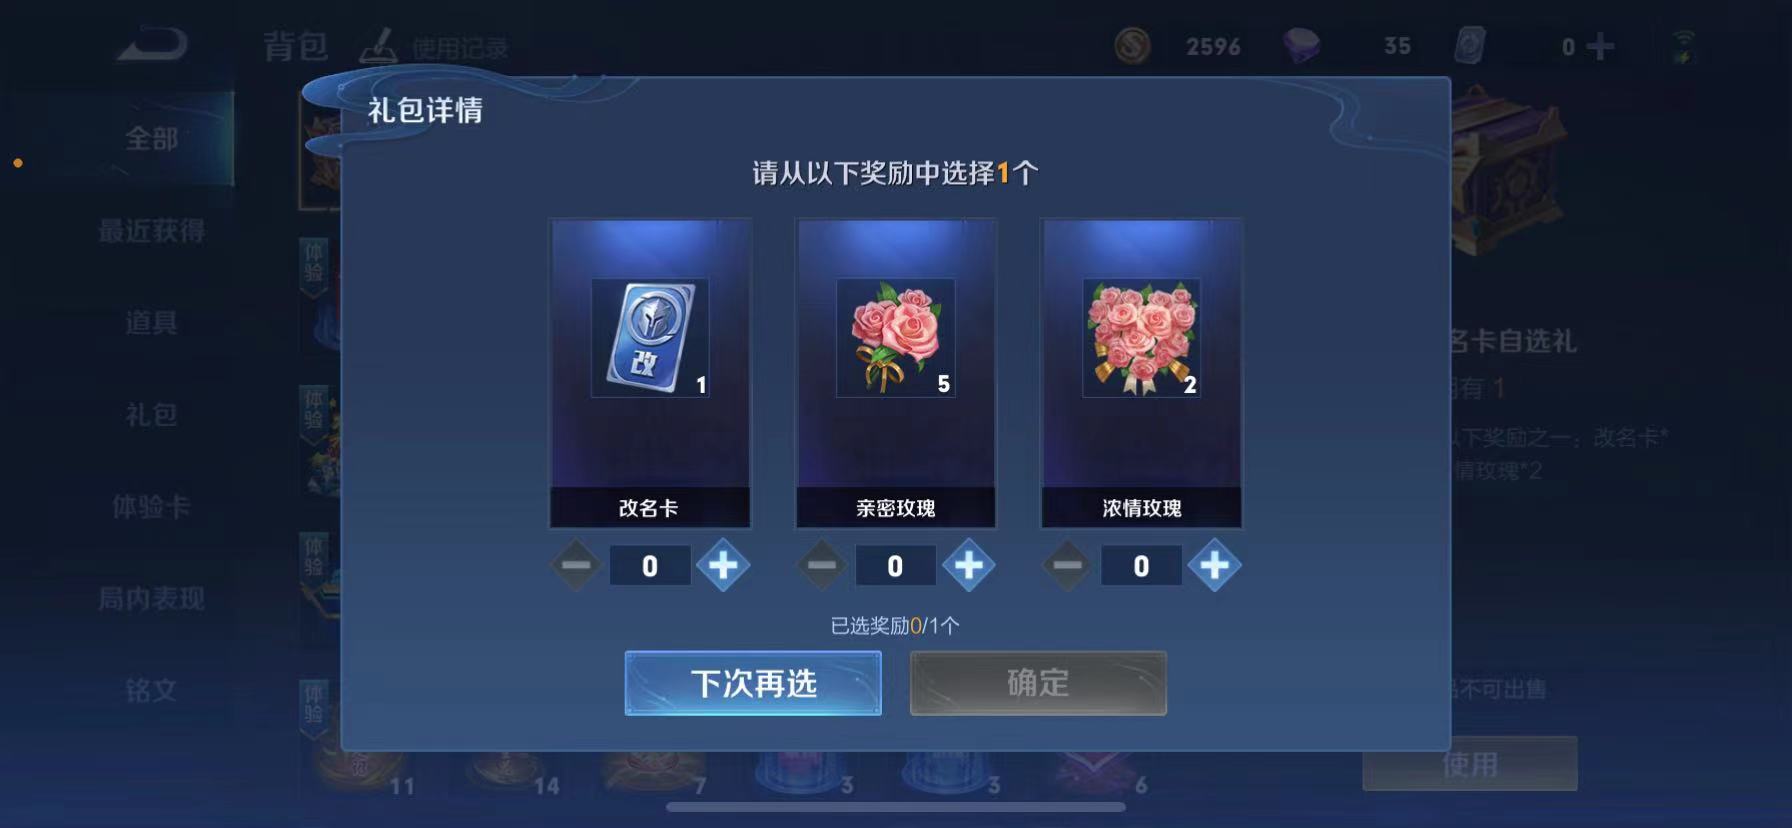 背包
使用记录
2596
35
0
礼包详情
全部
最近获得
道具
礼包
体验卡
局内表现
铭文
请从以下奖励中选择1个
改
1
5
2
改名卡
亲密玫瑰
浓情玫瑰
0
0
0
已选奖励0/1个
下次再选
确定
体验
体验
体验
体验
名卡自选礼
有 1
以下奖励之一：改名卡*
情玫瑰*2
品不可出售
使用
11
14
7
3
3
6